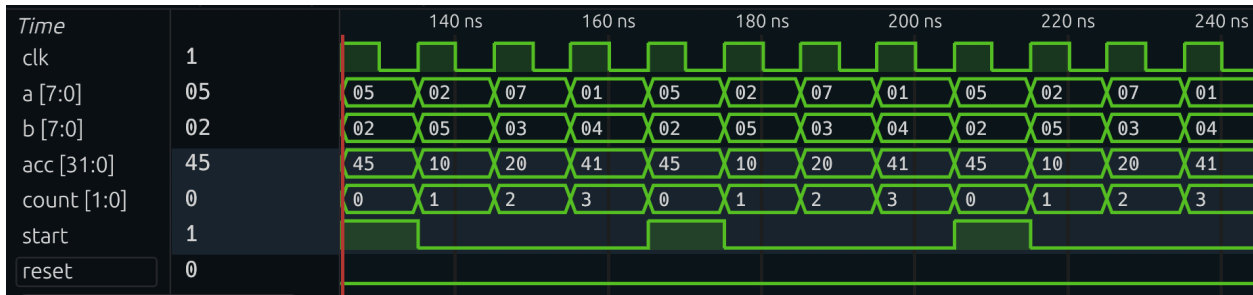 Time 140 ns 160 ns 180 ns 200 ns 220 ns 240 ns
clk 1
a [7:0] 05 05 02 07 01 05 02 07 01 05 02 07 01
b [7:0] 02 02 05 03 04 02 05 03 04 02 05 03 04
acc [31:0] 45 45 10 20 41 45 10 20 41 45 10 20 41
count [1:0] 0 0 1 2 3 0 1 2 3 0 1 2 3
start 1
reset 0